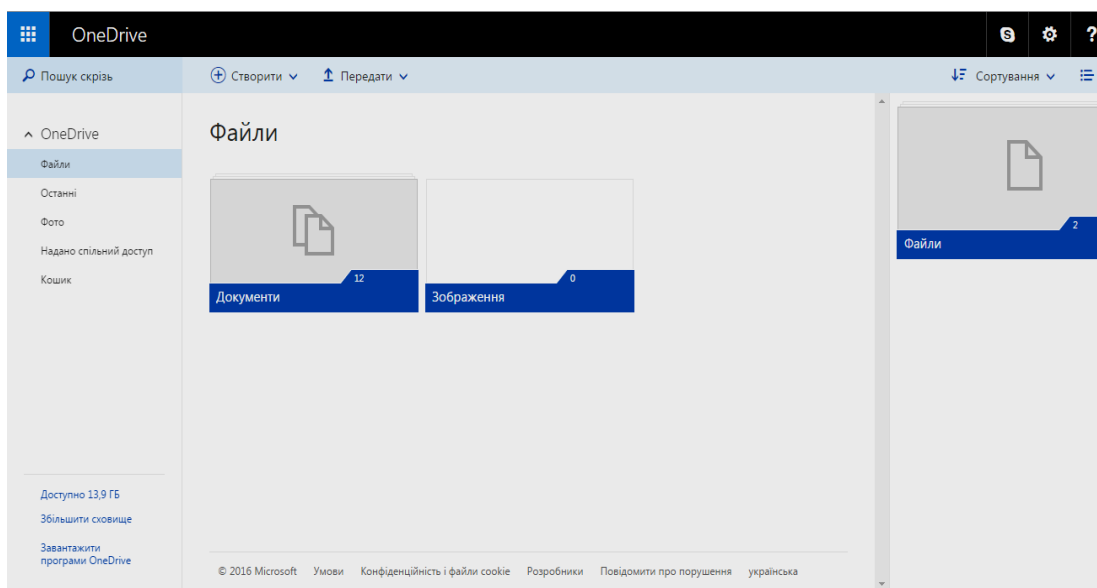 OneDrive
?
Пошук скрізь
Створити
Передати
Сортування
OneDrive
Файли
Останні
Фото
Надано спільний доступ
Кошик
Файли
12
Документи
0
Зображення
2
Файли
Доступно 13,9 ГБ
Збільшити сховище
Завантажити
програми OneDrive
© 2016 Microsoft Умови Конфіденційність і файли cookie Розробники Повідомити про порушення українська